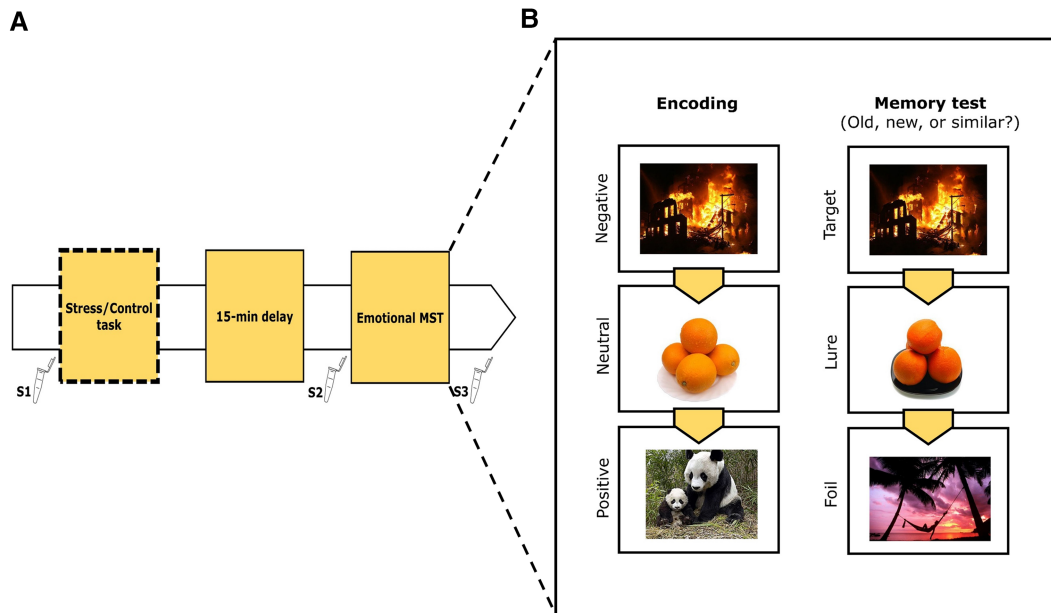 A
Stress/Control
task
15-min delay
Emotional MST
S1
S2
S3
B
Encoding
Memory test
(Old, new, or similar?)
Negative
Target
Neutral
Lure
Positive
Foil